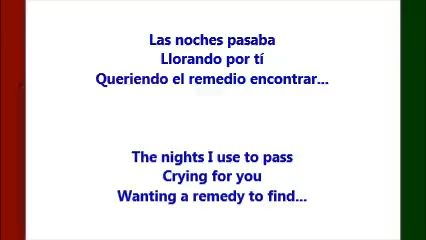 Las noches pasaba
Llorando por tí
Queriendo el remedio encontrar...
The nights I use to pass
Crying for you
Wanting a remedy to find...